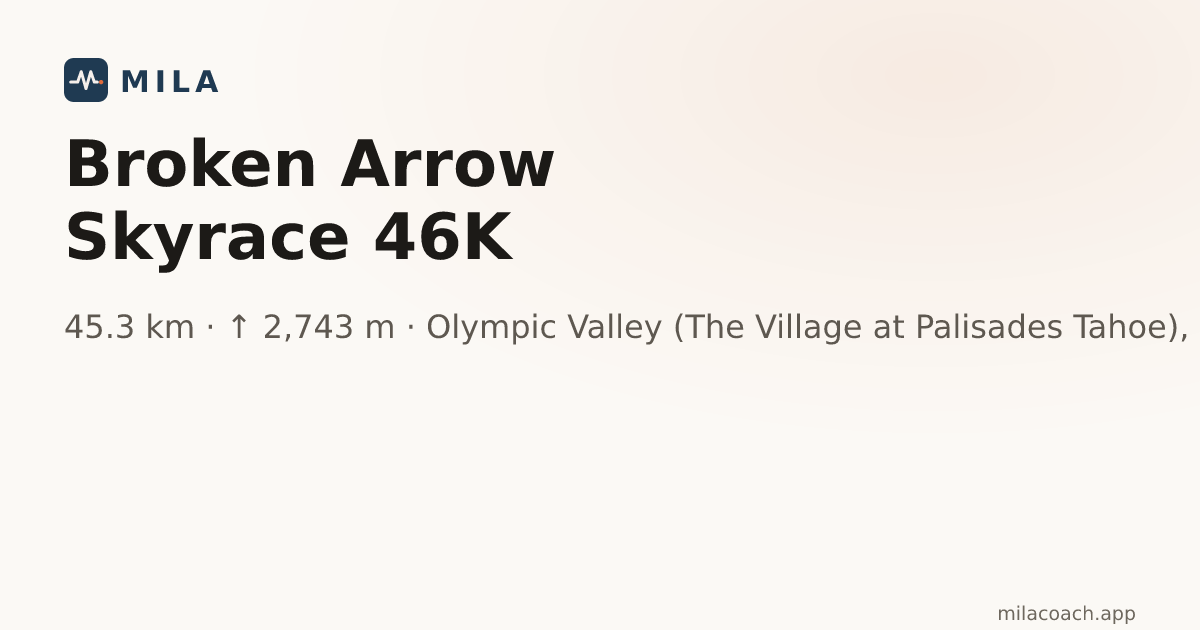 MILA
Broken Arrow
Skyrace 46K
45.3 km · ↑ 2,743 m · Olympic Valley (The Village at Palisades Tahoe),
milacoach.app